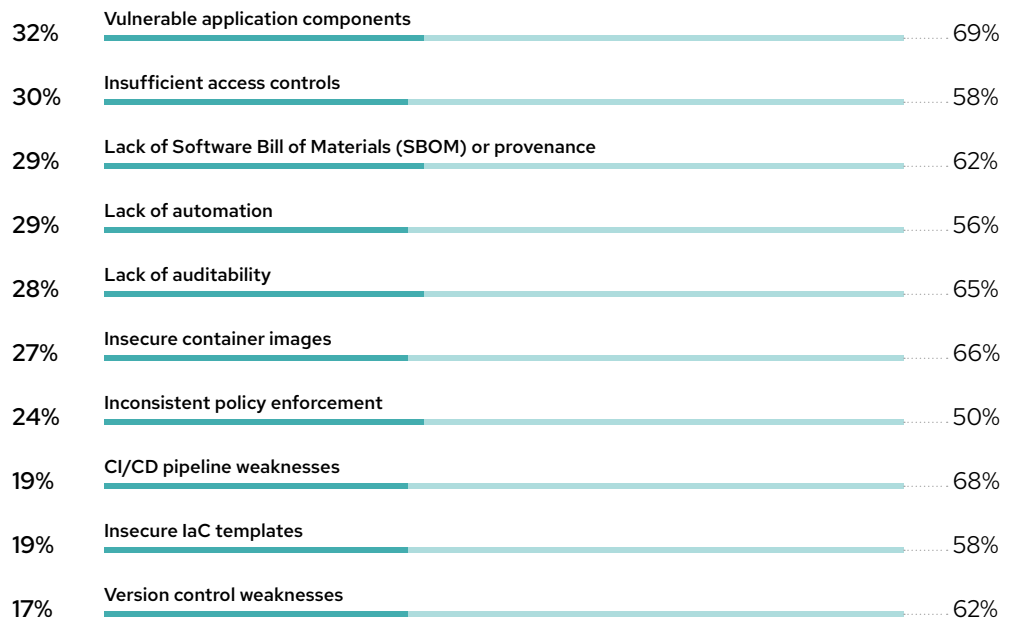 Vulnerable application components
32% 69%
Insufficient access controls
30% 58%
Lack of Software Bill of Materials (SBOM) or provenance
29% 62%
Lack of automation
29% 56%
Lack of auditability
28% 65%
Insecure container images
27% 66%
Inconsistent policy enforcement
24% 50%
CI/CD pipeline weaknesses
19% 68%
Insecure IaC templates
19% 58%
Version control weaknesses
17% 62%